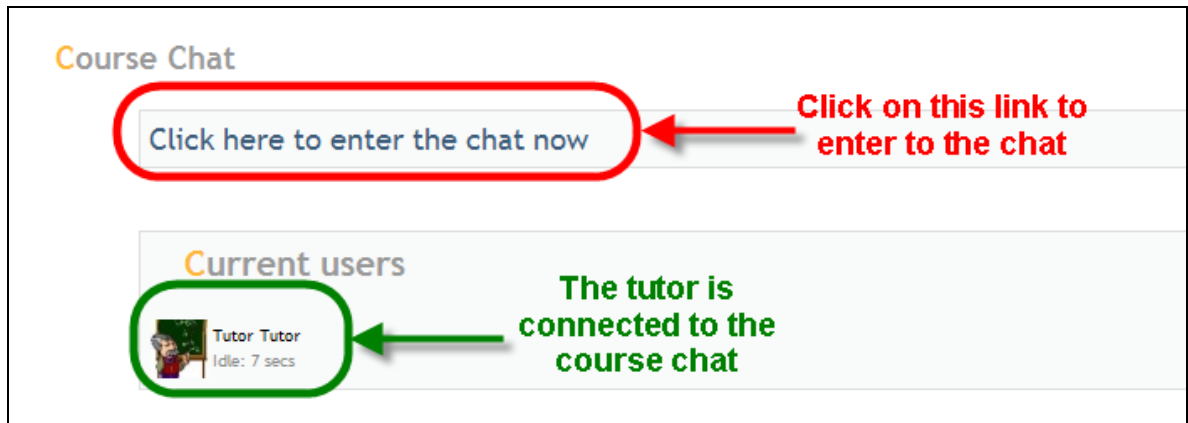 Course Chat
Click here to enter the chat now
Click on this link to
enter to the chat
Current users
Tutor Tutor
Idle: 7 secs
The tutor is
connected to the
course chat